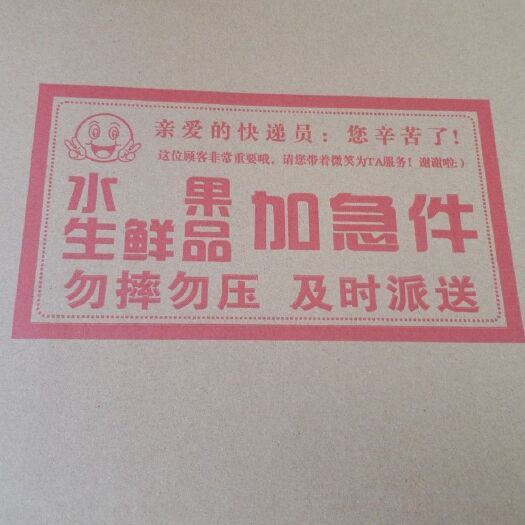 亲爱的快递员：您辛苦了！
这位顾客非常重要哦，请您带着微笑为TA服务！谢谢啦：）
水果
生鲜品 加急件
勿摔勿压 及时派送